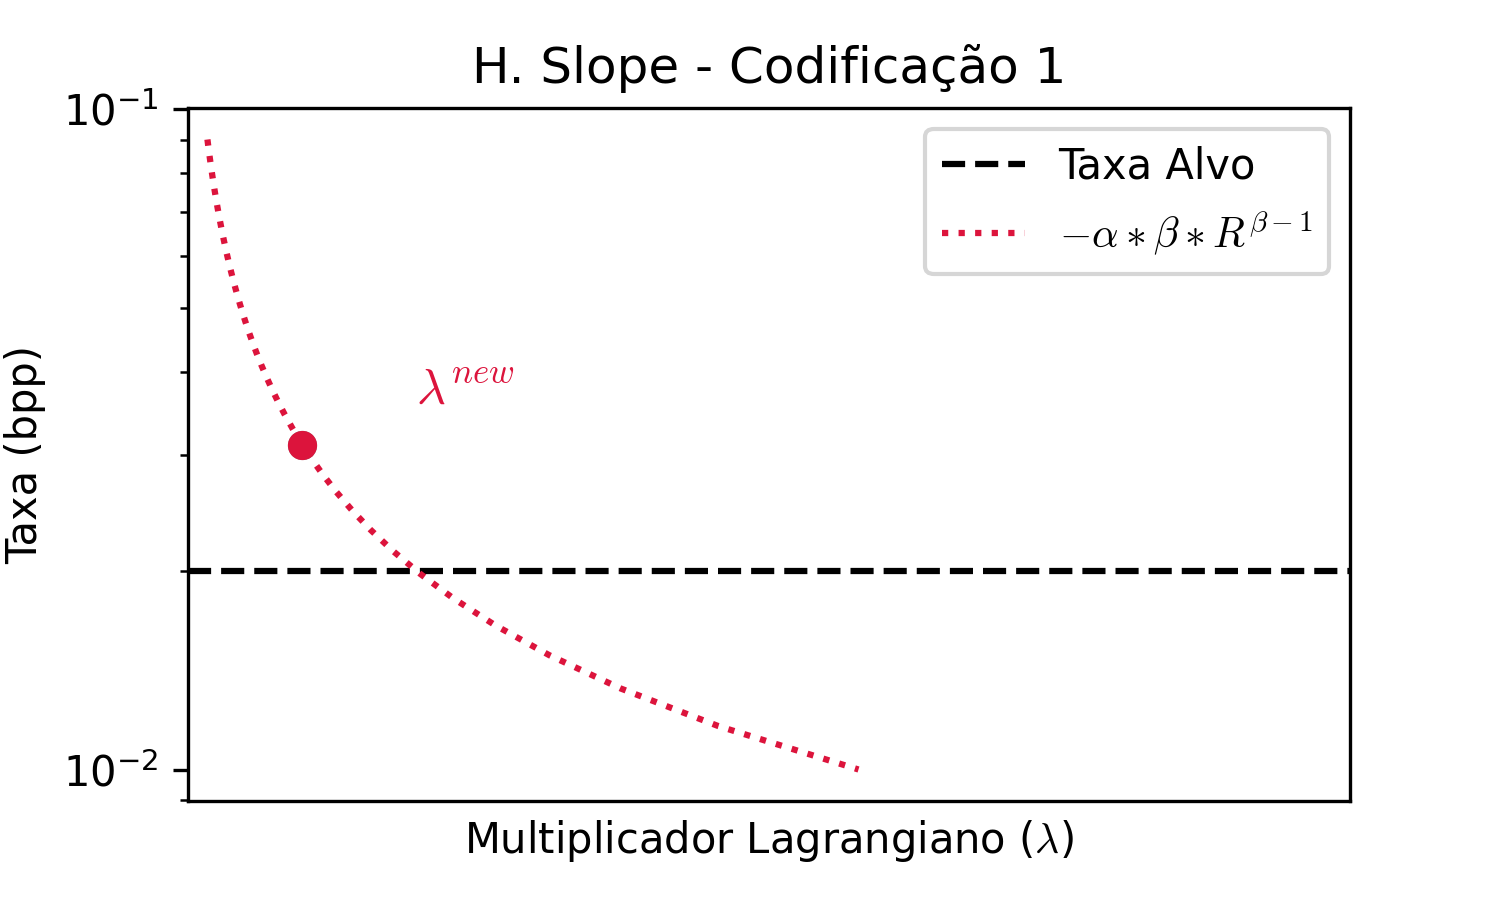 H. Slope - Codificação 1
10⁻¹
Taxa Alvo
−α ∗ β ∗ R^{β−1}
λ^{new}
Taxa (bpp)
10⁻²
Multiplicador Lagrangiano (λ)